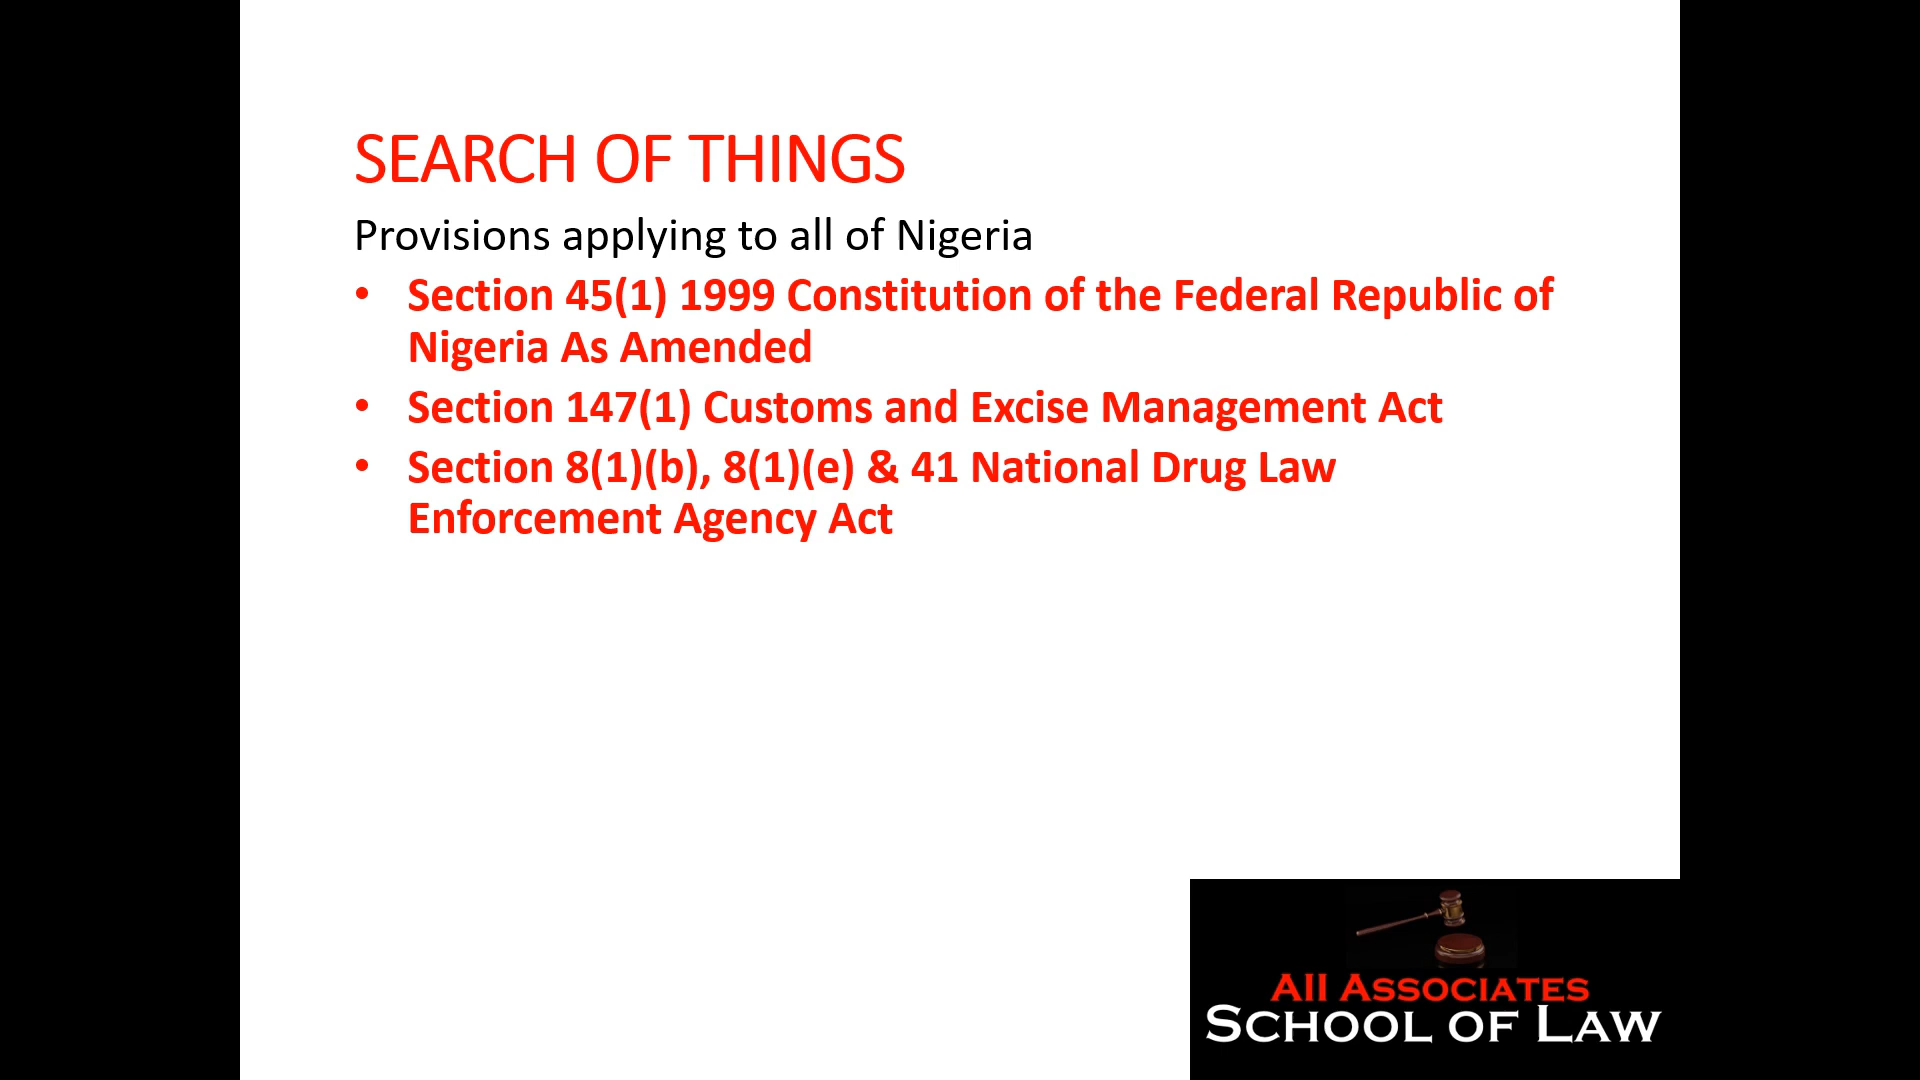 SEARCH OF THINGS
Provisions applying to all of Nigeria
• Section 45(1) 1999 Constitution of the Federal Republic of
Nigeria As Amended
• Section 147(1) Customs and Excise Management Act
• Section 8(1)(b), 8(1)(e) & 41 National Drug Law
Enforcement Agency Act
All ASSOCIATES
SCHOOL OF LAW